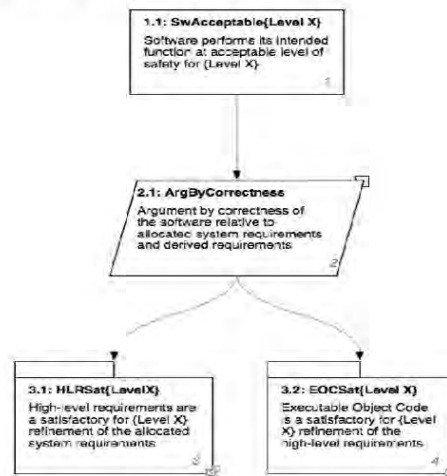 1.1: SwAcceptable{Level X}
Software performs its intended
function at acceptable level of
safety for {Level X}
1
2.1: ArgByCorrectness
Argument by correctness of
the software relative to
allocated system requirements
and derived requirements
2
3.1: HLRSat{LevelX}
High-level requirements are
a satisfactory for {Level X}
refinement of the allocated
system requirements
3
3.2: EOCSat{Level X}
Executable Object Code
is a satisfactory for {Level
X} refinement of the
high-level requirements
4